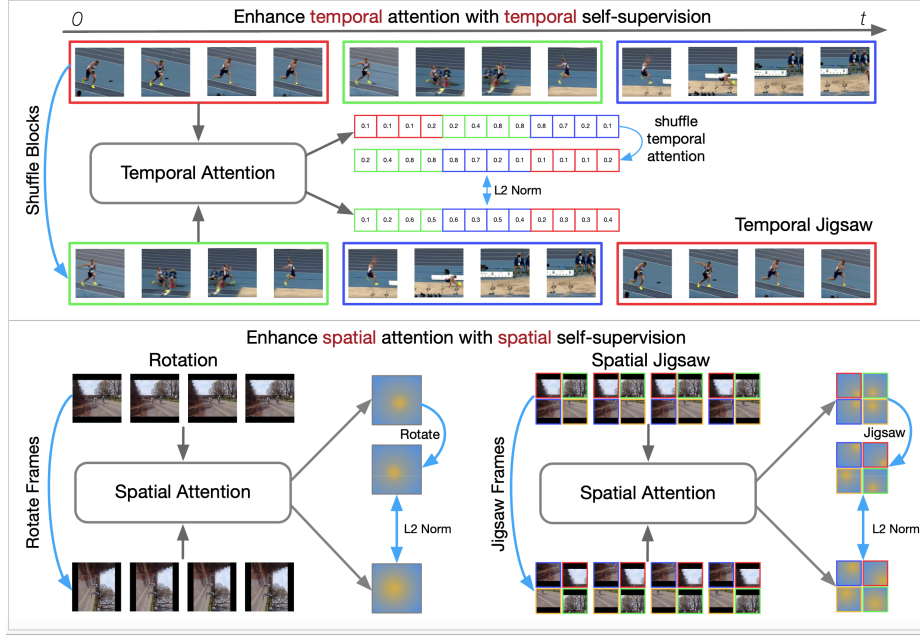 Enhance temporal attention with temporal self-supervision
0 t
Shuffle Blocks
Temporal Attention
0.1 0.1 0.1 0.2 0.2 0.4 0.8 0.8 0.8 0.7 0.2 0.1
shuffle
temporal
attention
0.2 0.4 0.8 0.8 0.8 0.7 0.2 0.1 0.1 0.1 0.1 0.2
L2 Norm
0.1 0.2 0.6 0.5 0.6 0.3 0.5 0.4 0.2 0.3 0.3 0.4
Temporal Jigsaw
Enhance spatial attention with spatial self-supervision
Rotation
Rotate Frames
Spatial Attention
Rotate
L2 Norm
Spatial Jigsaw
Jigsaw Frames
Spatial Attention
Jigsaw
L2 Norm